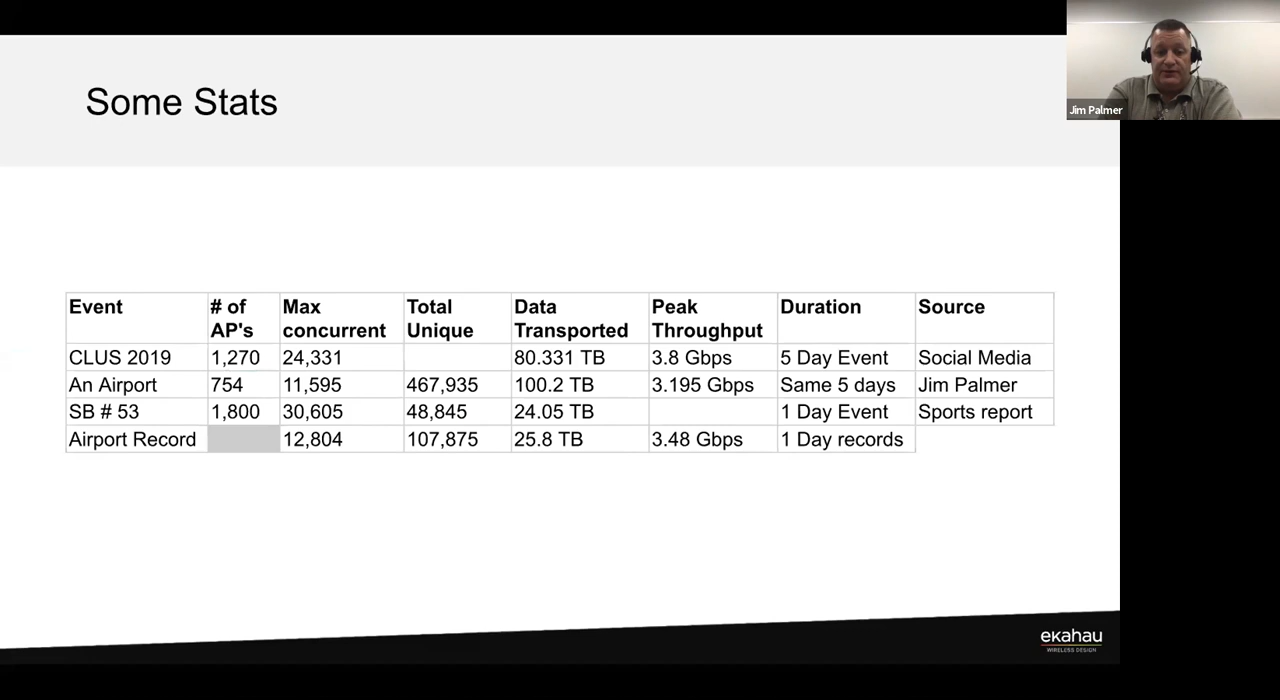 Jim Palmer
Some Stats
Event # of AP's Max concurrent Total Unique Data Transported Peak Throughput Duration Source
CLUS 2019 1,270 24,331 80.331 TB 3.8 Gbps 5 Day Event Social Media
An Airport 754 11,595 467,935 100.2 TB 3.195 Gbps Same 5 days Jim Palmer
SB # 53 1,800 30,605 48,845 24.05 TB 1 Day Event Sports report
Airport Record 12,804 107,875 25.8 TB 3.48 Gbps 1 Day records
ekahau
WIRELESS DESIGN